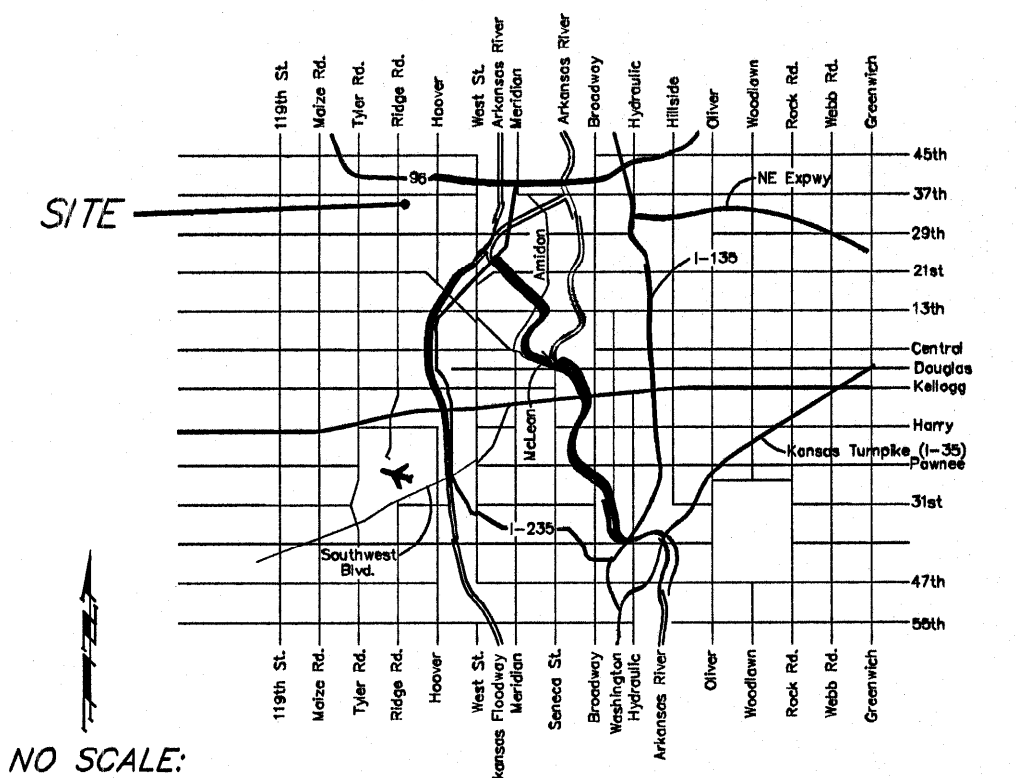 119th St.
Maize Rd.
Tyler Rd.
Ridge Rd.
Hoover
West St.
Arkansas River
Meridian
Arkansas River
Broadway
Hydraulic
Hillside
Oliver
Woodlawn
Rock Rd.
Webb Rd.
Greenwich
45th
96
NE Expwy
37th
SITE
29th
Amidon
I-135
21st
13th
Central
Douglas
Kellogg
McLean
Harry
Kansas Turnpike (I-35)
Pawnee
31st
I-235
Southwest
Blvd.
47th
55th
119th St.
Maize Rd.
Tyler Rd.
Ridge Rd.
Hoover
West St.
kansas Floodway
Meridian
Seneca St.
Broadway
Washington
Hydraulic
Arkansas River
Oliver
Woodlawn
Rock Rd.
Webb Rd.
Greenwich
NO SCALE: